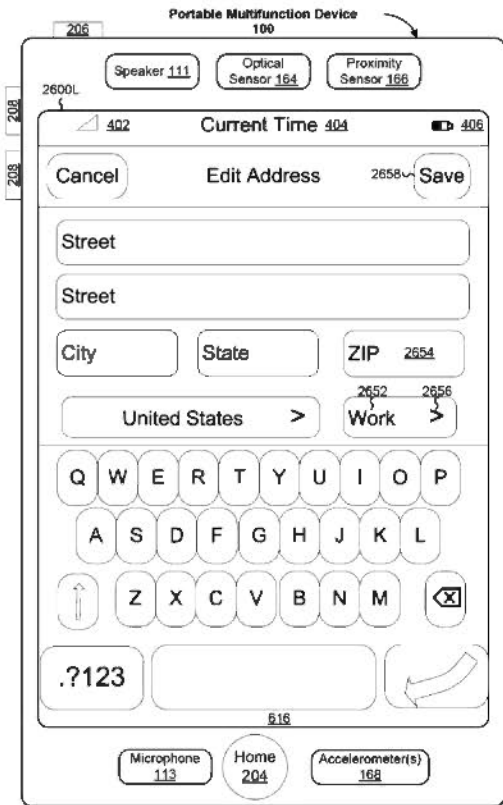 Portable Multifunction Device
100
206
Speaker 111
Optical
Sensor 164
Proximity
Sensor 166
208
208
2600L
402
Current Time 404
406
Cancel
Edit Address
2658
Save
Street
Street
City
State
ZIP 2654
2652
2656
United States >
Work >
Q W E R T Y U I O P
A S D F G H J K L
Z X C V B N M
.?123
616
Microphone
113
Home
204
Accelerometer(s)
168